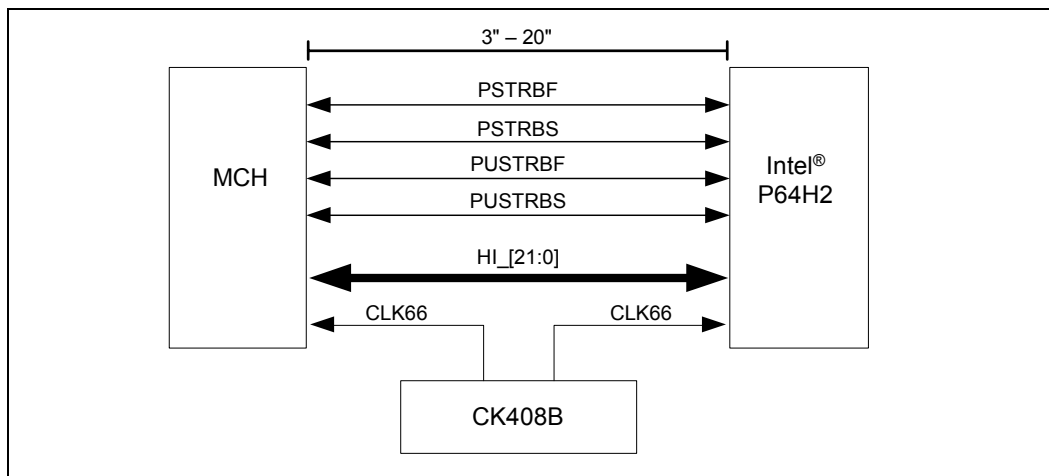 3" – 20"
PSTRBF
PSTRBS
PUSTRBF
PUSTRBS
HI_[21:0]
MCH
Intel®
P64H2
CLK66
CLK66
CK408B